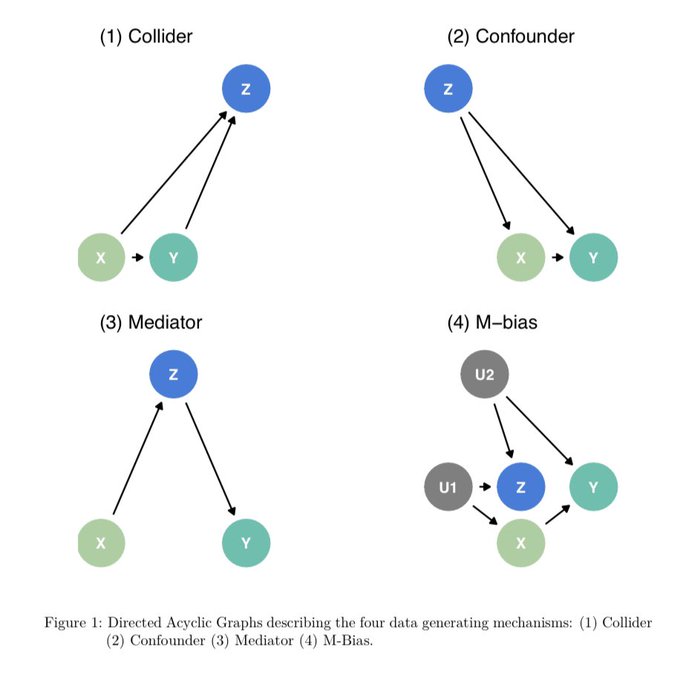 (1) Collider
(2) Confounder
Z
Z
X
Y
X
Y
(3) Mediator
(4) M−bias
Z
U2
U1
Z
Y
X
Y
X
Figure 1: Directed Acyclic Graphs describing the four data generating mechanisms: (1) Collider
(2) Confounder (3) Mediator (4) M-Bias.